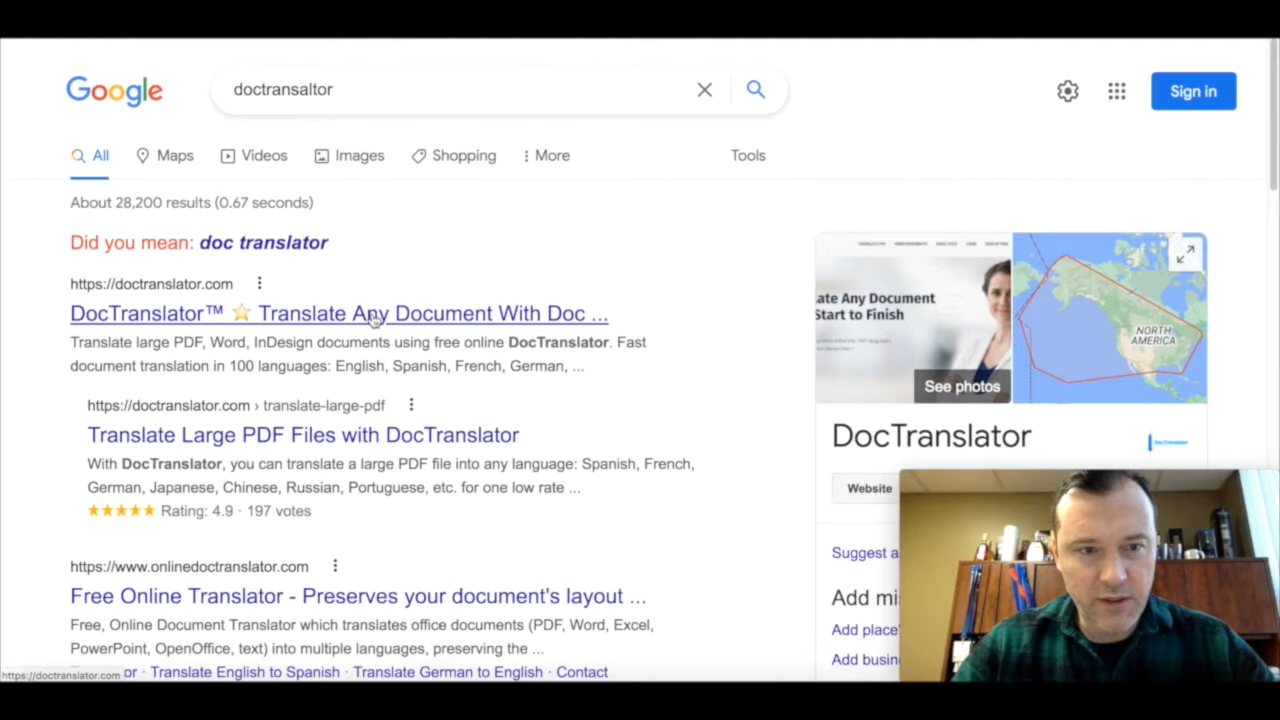 Google
doctransaltor
Sign in
All
Maps
Videos
Images
Shopping
More
Tools
About 28,200 results (0.67 seconds)
Did you mean: doc translator
https://doctranslator.com
DocTranslator™ ⭐ Translate Any Document With Doc ...
Translate large PDF, Word, InDesign documents using free online DocTranslator. Fast
document translation in 100 languages: English, Spanish, French, German, ...
https://doctranslator.com › translate-large-pdf
Translate Large PDF Files with DocTranslator
With DocTranslator, you can translate a large PDF file into any language: Spanish, French,
German, Japanese, Chinese, Russian, Portuguese, etc. for one low rate ...
★★★★★ Rating: 4.9 · 197 votes
https://www.onlinedoctranslator.com
Free Online Translator - Preserves your document's layout ...
Free, Online Document Translator which translates office documents (PDF, Word, Excel,
PowerPoint, OpenOffice, text) into multiple languages, preserving the ...
or · Translate English to Spanish · Translate German to English · Contact
https://doctranslator.com
ate Any Document
Start to Finish
See photos
NORTH
AMERICA
DocTranslator
DocTranslator
Website
Suggest a
Add mis
Add place'
Add busin